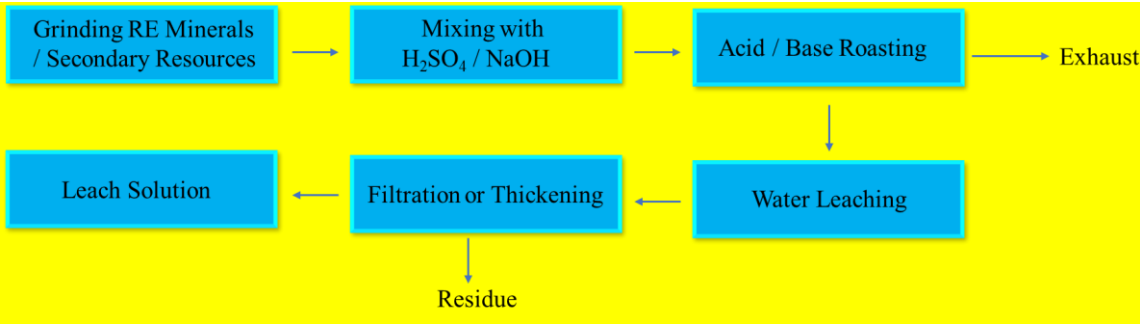 Grinding RE Minerals
/ Secondary Resources
Mixing with
H₂SO₄ / NaOH
Acid / Base Roasting
Exhaust
Water Leaching
Filtration or Thickening
Leach Solution
Residue